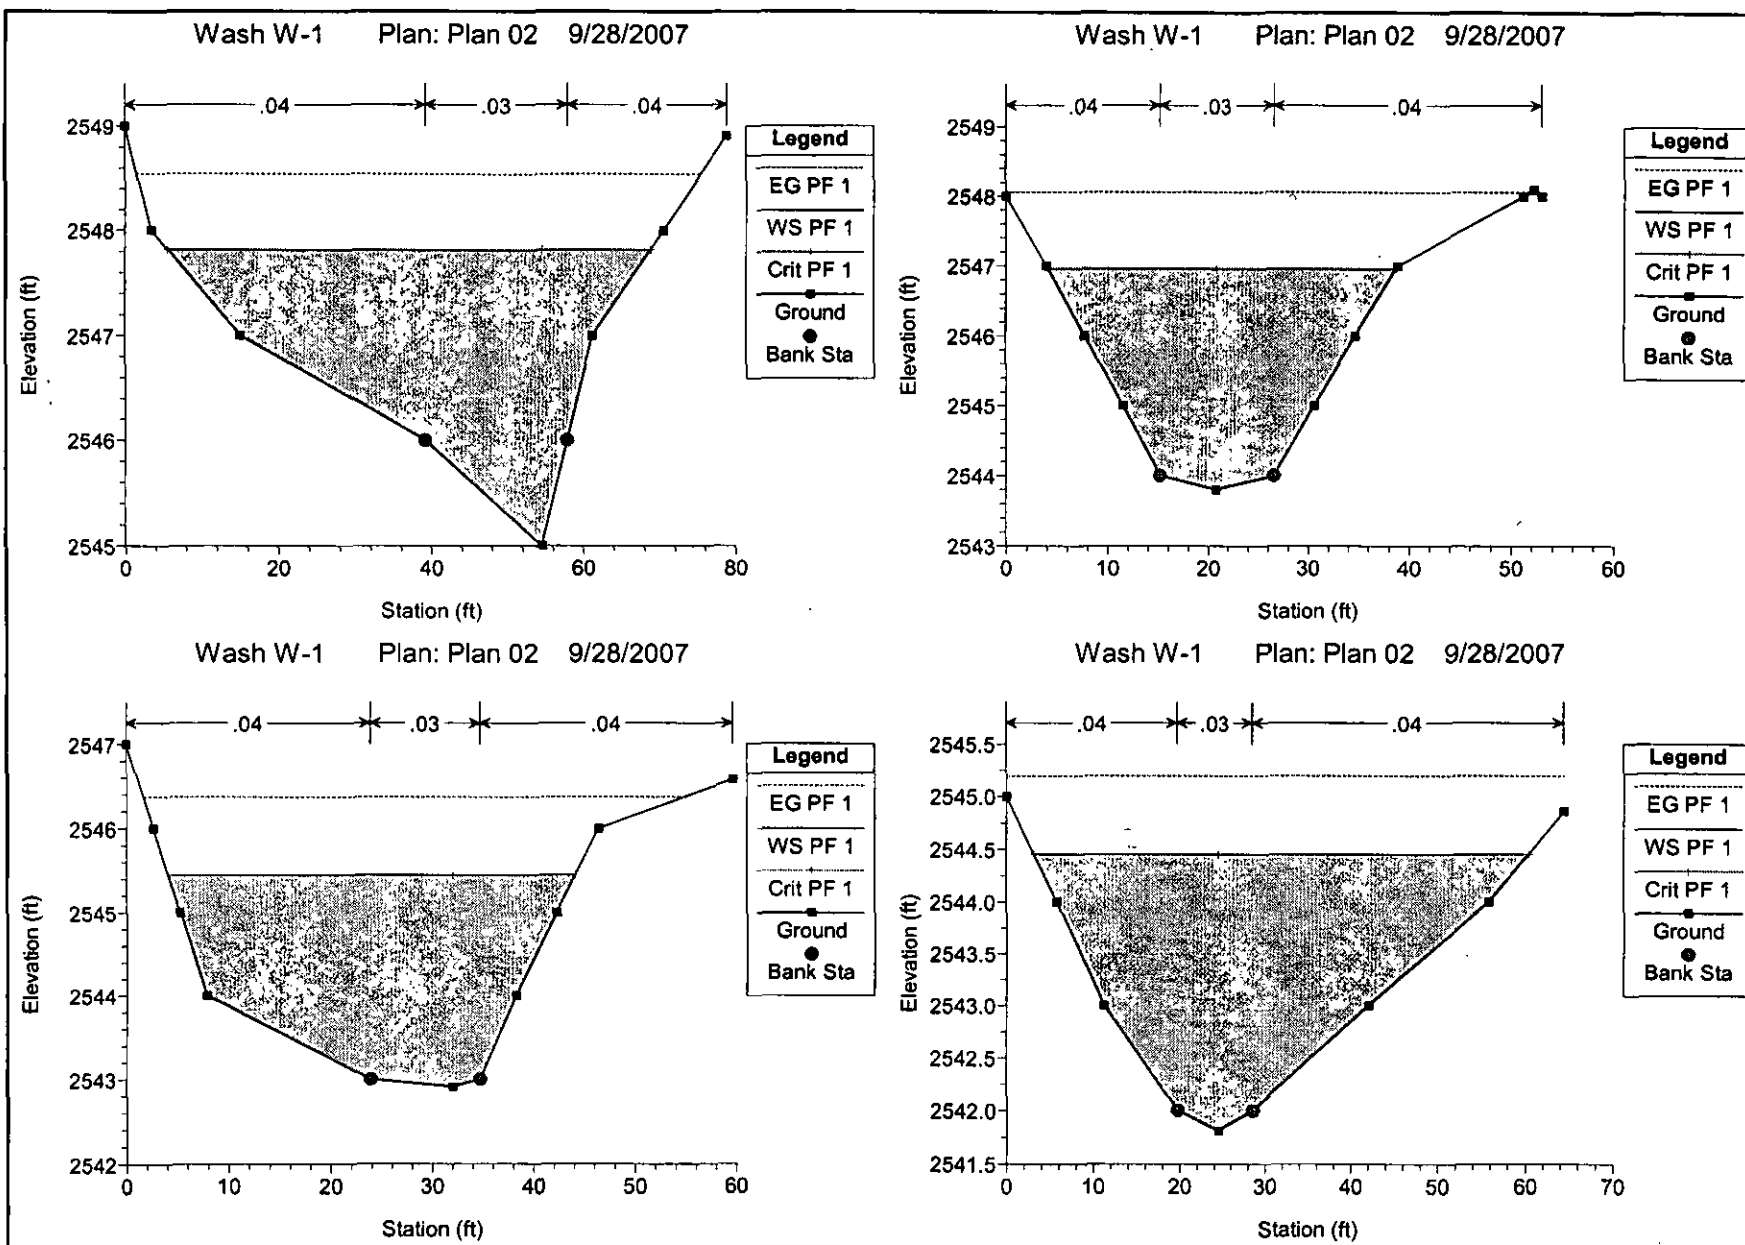 Wash W-1 Plan: Plan 02 9/28/2007
.04 .03 .04
2549
2548
2547
2546
2545
Elevation (ft)
0 20 40 60 80
Station (ft)
Legend
EG PF 1
WS PF 1
Crit PF 1
Ground
Bank Sta
Wash W-1 Plan: Plan 02 9/28/2007
.04 .03 .04
2549
2548
2547
2546
2545
2544
2543
Elevation (ft)
0 10 20 30 40 50 60
Station (ft)
Legend
EG PF 1
WS PF 1
Crit PF 1
Ground
Bank Sta
Wash W-1 Plan: Plan 02 9/28/2007
.04 .03 .04
2547
2546
2545
2544
2543
2542
Elevation (ft)
0 10 20 30 40 50 60
Station (ft)
Legend
EG PF 1
WS PF 1
Crit PF 1
Ground
Bank Sta
Wash W-1 Plan: Plan 02 9/28/2007
.04 .03 .04
2545.5
2545.0
2544.5
2544.0
2543.5
2543.0
2542.5
2542.0
2541.5
Elevation (ft)
0 10 20 30 40 50 60 70
Station (ft)
Legend
EG PF 1
WS PF 1
Crit PF 1
Ground
Bank Sta